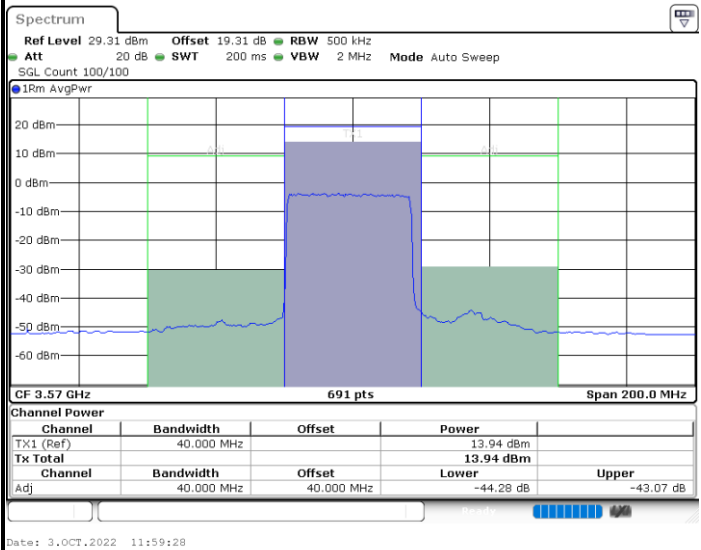 Spectrum
Ref Level 29.31 dBm Offset 19.31 dB RBW 500 kHz
Att 20 dB SWT 200 ms VBW 2 MHz Mode Auto Sweep
SGL Count 100/100
1Rm AvgPwr
20 dBm
TX1
10 dBm
Adj
Adj
0 dBm
-10 dBm
-20 dBm
-30 dBm
-40 dBm
-50 dBm
-60 dBm
CF 3.57 GHz 691 pts Span 200.0 MHz
Channel Power
Channel Bandwidth Offset Power
TX1 (Ref) 40.000 MHz 13.94 dBm
Tx Total 13.94 dBm
Channel Bandwidth Offset Lower Upper
Adj 40.000 MHz 40.000 MHz -44.28 dB -43.07 dB
Ready
Date: 3.OCT.2022 11:59:28